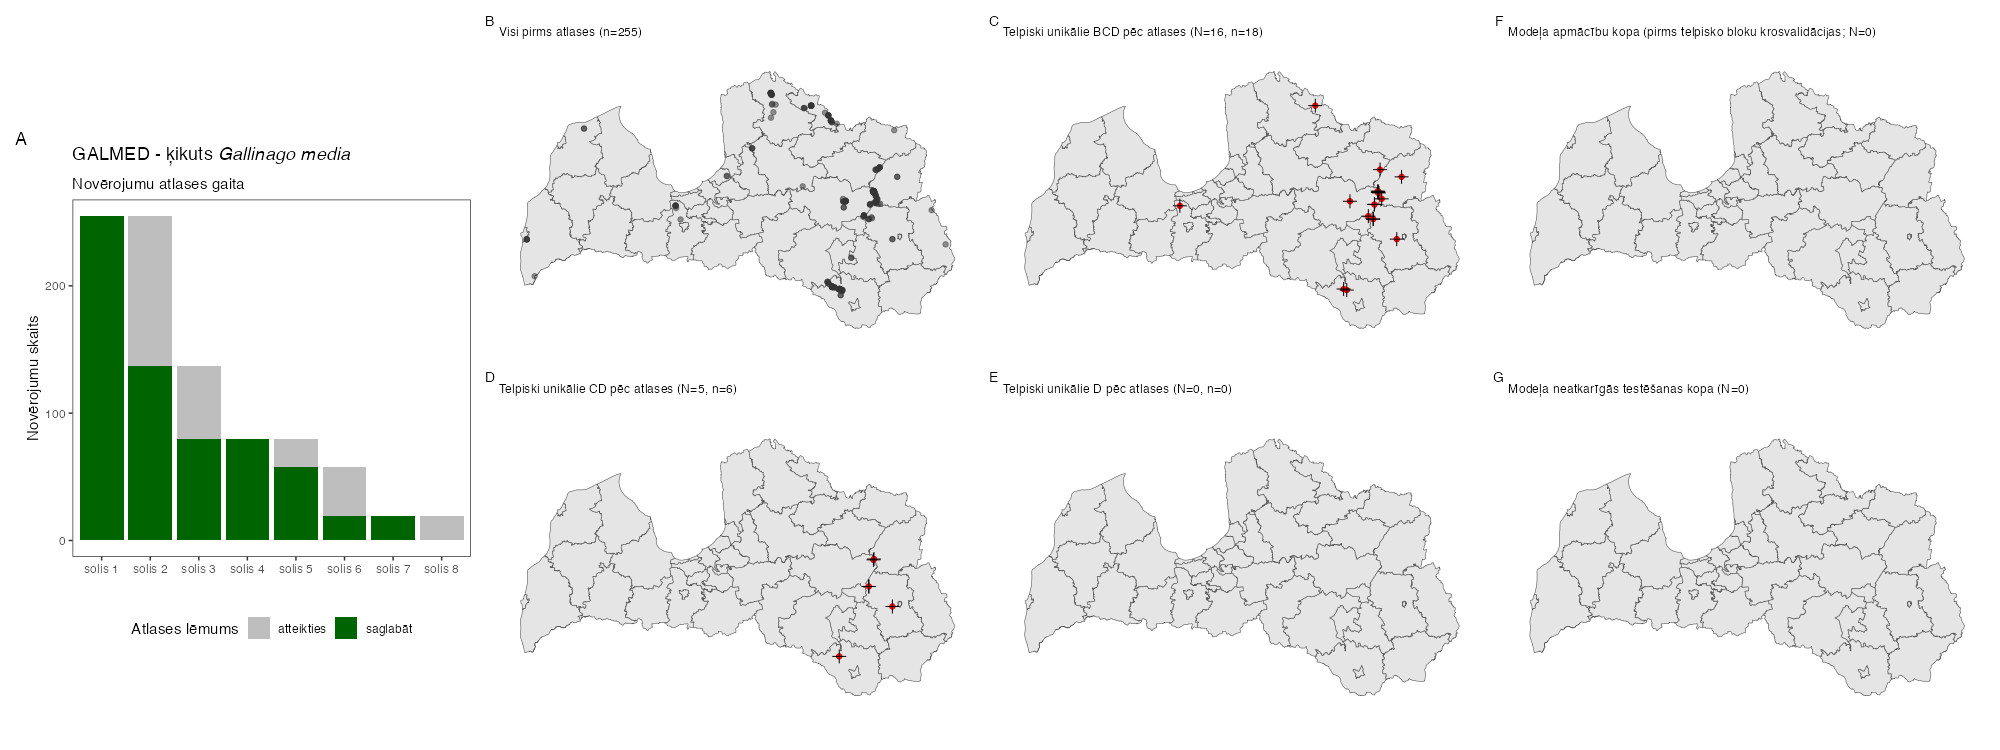 A
GALMED - ķikuts Gallinago media
Novērojumu atlases gaita
Novērojumu skaits
200
100
0
solis 1
solis 2
solis 3
solis 4
solis 5
solis 6
solis 7
solis 8
Atlases lēmums
atteikties
saglabāt
B
Visi pirms atlases (n=255)
C
Telpiski unikālie BCD pēc atlases (N=16, n=18)
F
Modeļa apmācību kopa (pirms telpisko bloku krosvalidācijas; N=0)
D
Telpiski unikālie CD pēc atlases (N=5, n=6)
E
Telpiski unikālie D pēc atlases (N=0, n=0)
G
Modeļa neatkarīgās testēšanas kopa (N=0)